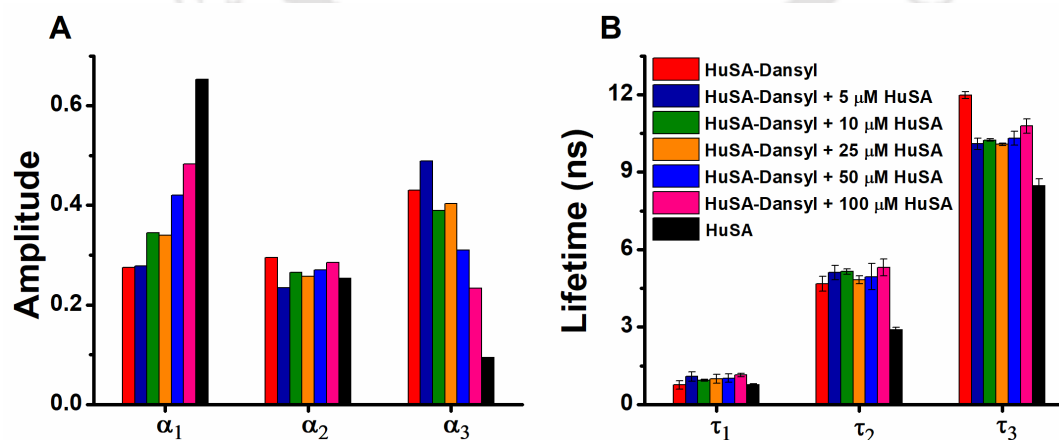 A
Amplitude
0.6
0.4
0.2
0.0
α1
α2
α3
B
Lifetime (ns)
12
9
6
3
0
τ1
τ2
τ3
HuSA-Dansyl
HuSA-Dansyl + 5 μM HuSA
HuSA-Dansyl + 10 μM HuSA
HuSA-Dansyl + 25 μM HuSA
HuSA-Dansyl + 50 μM HuSA
HuSA-Dansyl + 100 μM HuSA
HuSA